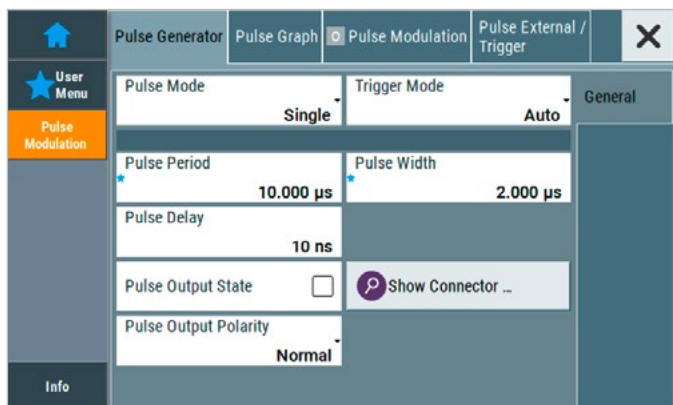 Pulse Generator
Pulse Graph
O Pulse Modulation
Pulse External /
Trigger
User
Menu
Pulse
Modulation
Info
Pulse Mode
Single
Trigger Mode
Auto
General
Pulse Period
10.000 µs
Pulse Width
2.000 µs
Pulse Delay
10 ns
Pulse Output State
Show Connector ...
Pulse Output Polarity
Normal